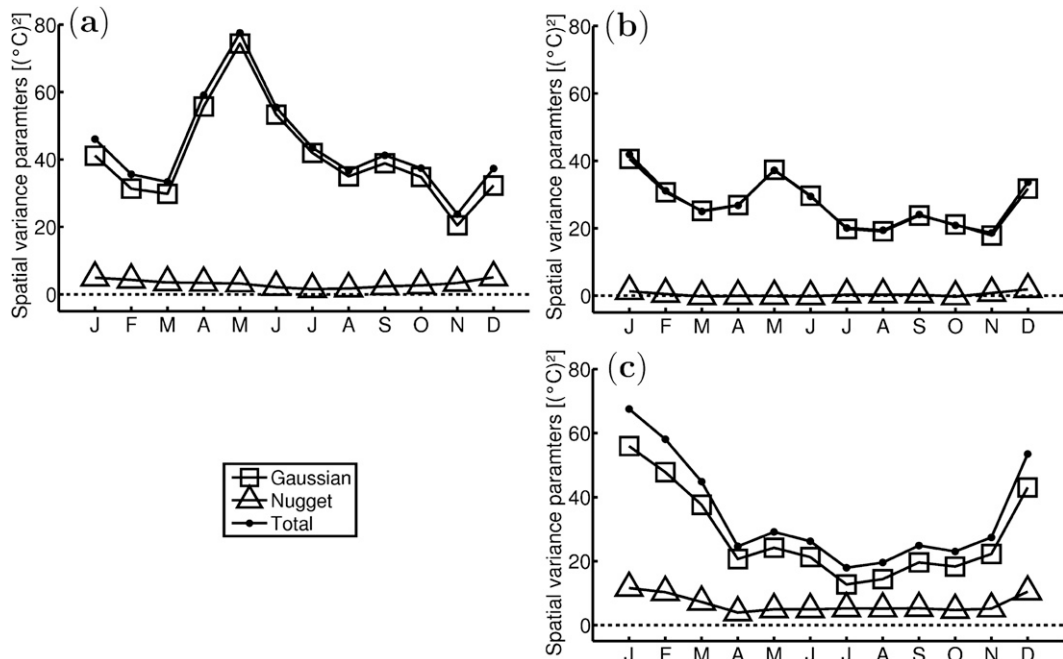 (a)
Spatial variance paramters [(°C)²]
80
60
40
20
0
J F M A M J J A S O N D
(b)
Spatial variance paramters [(°C)²]
80
60
40
20
0
J F M A M J J A S O N D
Gaussian
Nugget
Total
(c)
Spatial variance paramters [(°C)²]
80
60
40
20
0
J F M A M J J A S O N D